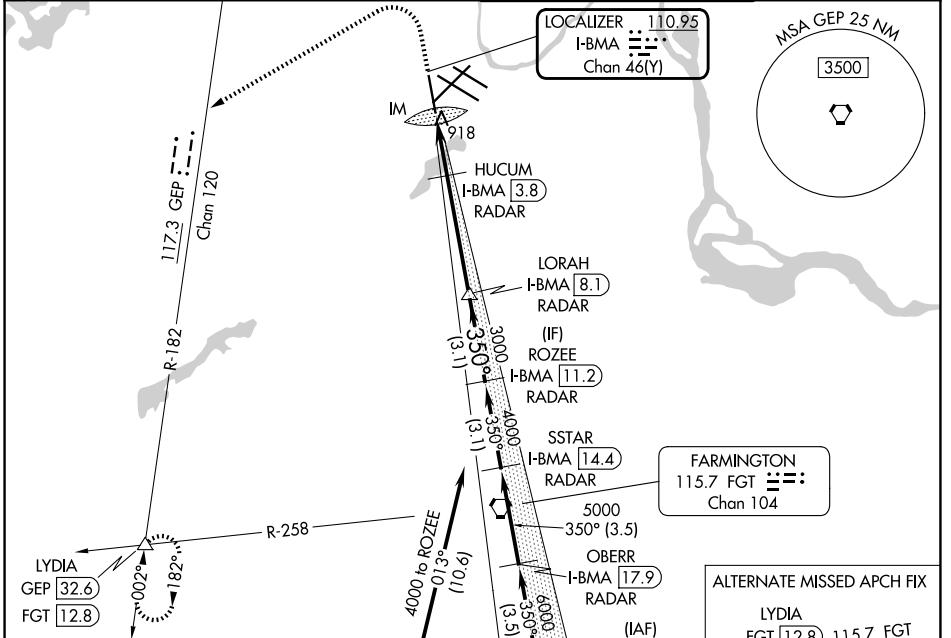 LOCALIZER 110.95
I-BMA
Chan 46(Y)
MSA GEP 25 NM
3500
IM
918
HUCUM
I-BMA 3.8
RADAR
117.3 GEP
Chan 120
R-182
LORAH
I-BMA 8.1
RADAR
350°
3000
(3.1)
(IF)
ROZEE
I-BMA 11.2
RADAR
350°
4000
(3.1)
SSTAR
I-BMA 14.4
RADAR
FARMINGTON
115.7 FGT
Chan 104
5000
350° (3.5)
R-258
4000 to ROZEE
013°
(10.6)
LYDIA
GEP 32.6
FGT 12.8
002°
182°
OBERR
I-BMA 17.9
RADAR
350°
6000
(3.5)
(IAF)
ALTERNATE MISSED APCH FIX
LYDIA
FGT 12.8 115.7 FGT